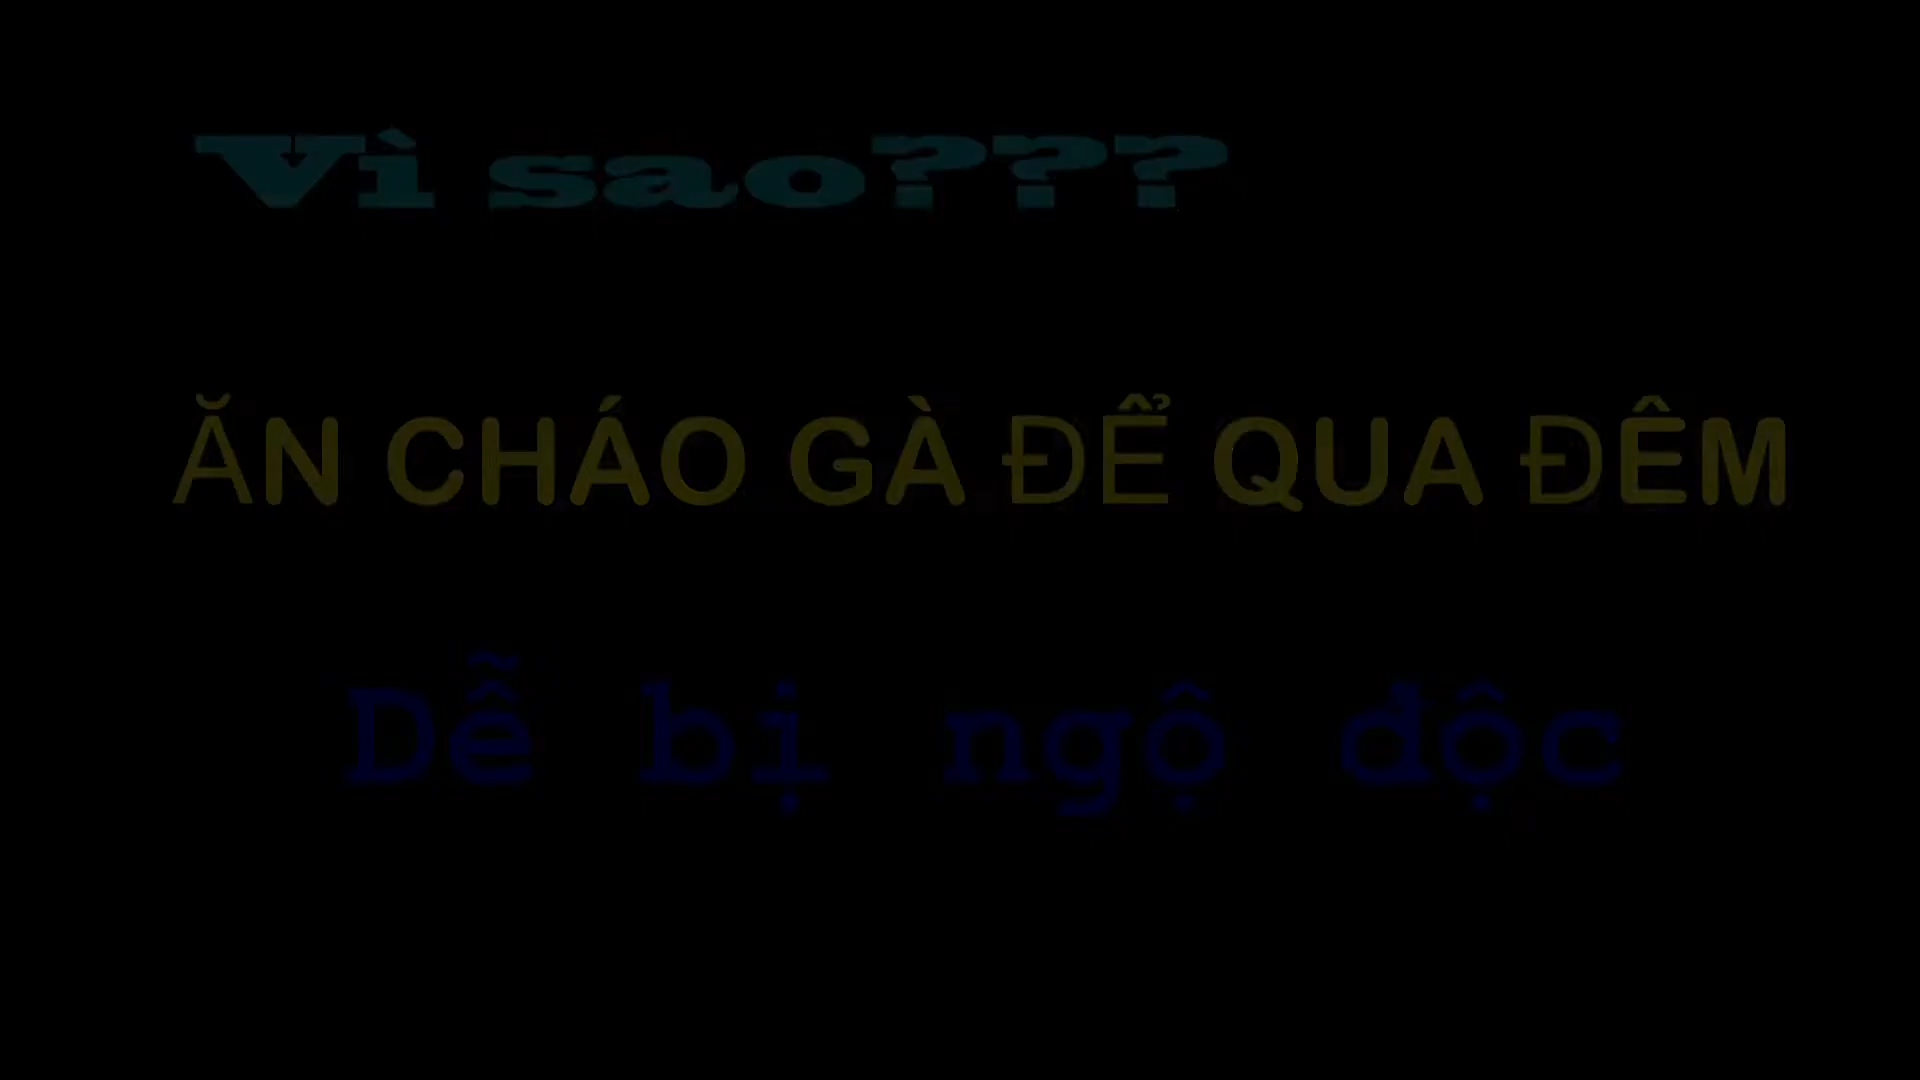 Vì sao???
ĂN CHÁO GÀ ĐỂ QUA ĐÊM
Dễ bị ngộ độc